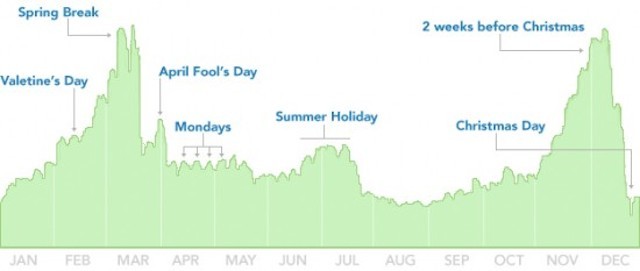 Spring Break
2 weeks before Christmas
Valetine's Day
April Fool's Day
Mondays
Summer Holiday
Christmas Day
JAN FEB MAR APR MAY JUN JUL AUG SEP OCT NOV DEC